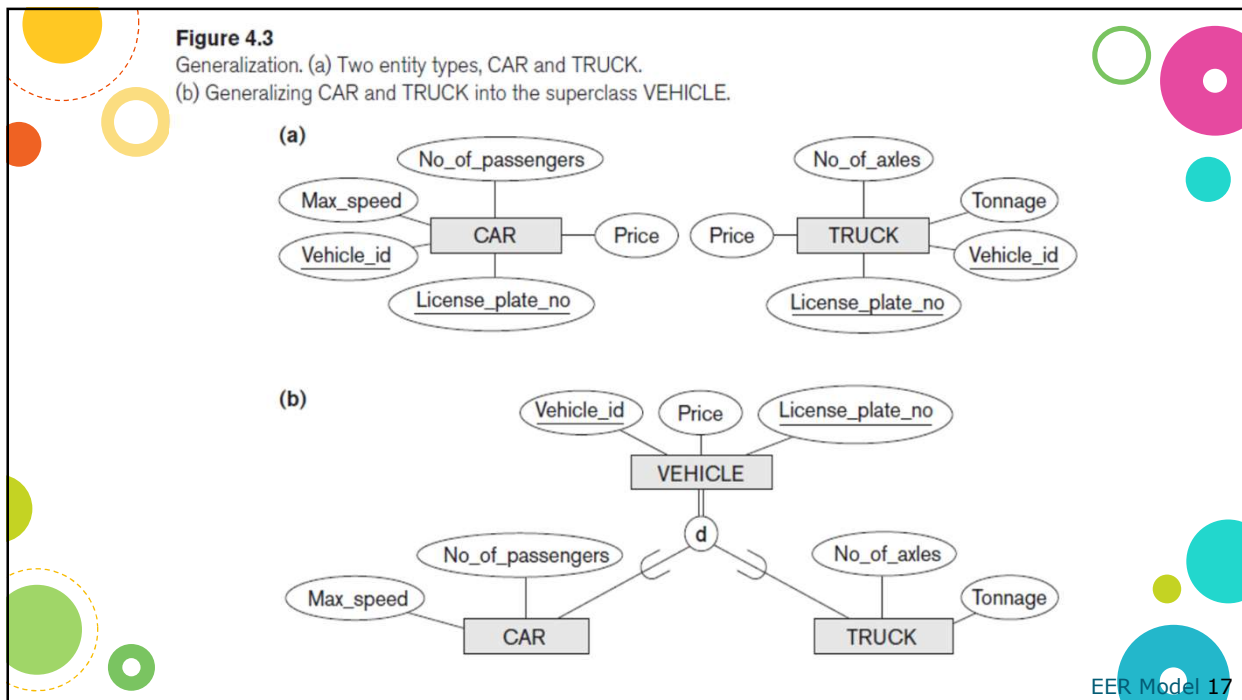 Figure 4.3
Generalization. (a) Two entity types, CAR and TRUCK.
(b) Generalizing CAR and TRUCK into the superclass VEHICLE.
(a)
No_of_passengers
No_of_axles
Max_speed
Tonnage
CAR
Price
Price
TRUCK
Vehicle_id
Vehicle_id
License_plate_no
License_plate_no
(b)
Vehicle_id
Price
License_plate_no
VEHICLE
d
No_of_passengers
No_of_axles
Max_speed
Tonnage
CAR
TRUCK
EER Model 17